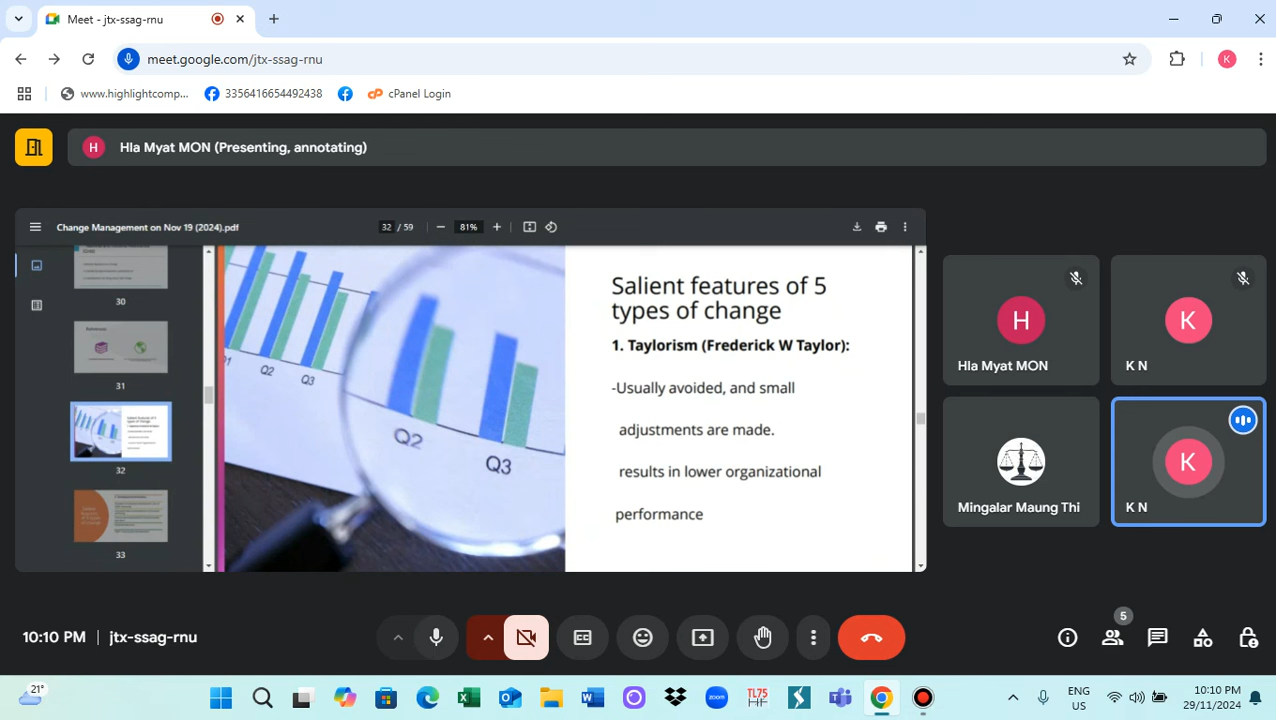 Meet - jtx-ssag-rnu
meet.google.com/jtx-ssag-rnu
K
www.highlightcomp...
3356416654492438
cPanel Login
H
Hla Myat MON (Presenting, annotating)
Change Management on Nov 19 (2024).pdf
32 / 59
81%
30
31
32
33
Q2
Q3
Q2
Q3
Salient features of 5
types of change
1. Taylorism (Frederick W Taylor):
-Usually avoided, and small
adjustments are made.
results in lower organizational
performance
H
Hla Myat MON
K
K N
Mingalar Maung Thi
K
K N
10:10 PM
jtx-ssag-rnu
5
21°
zoom
TL75
ENG
US
10:10 PM
29/11/2024